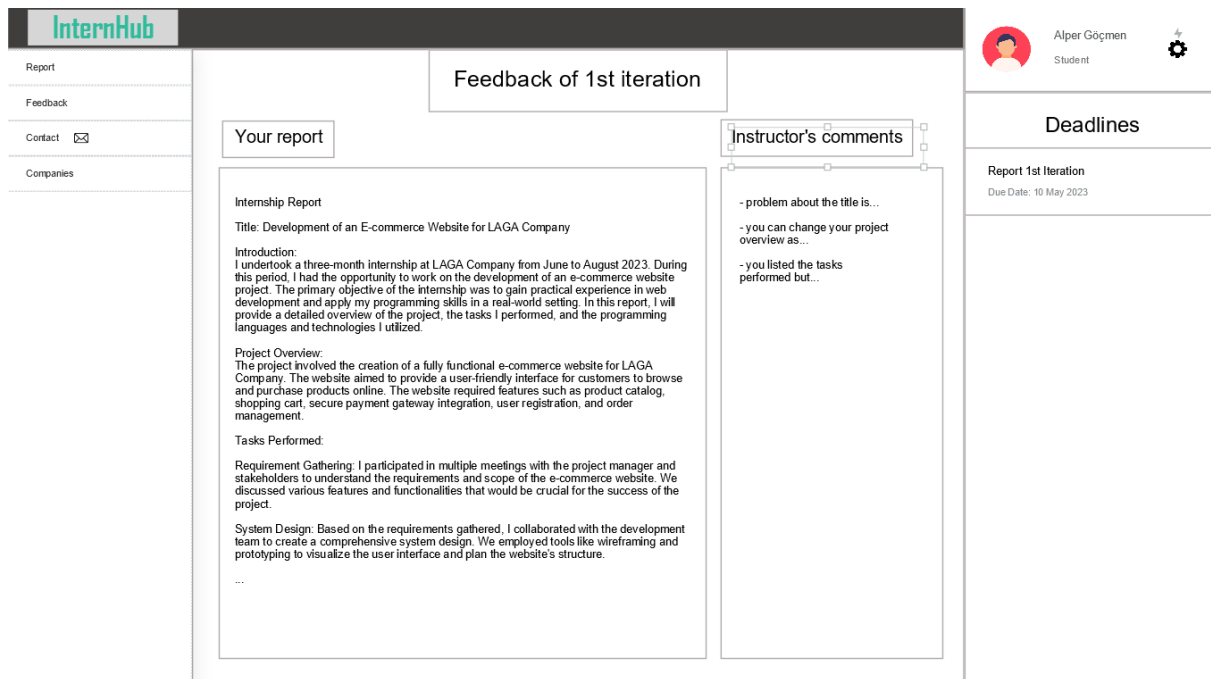 InternHub
Report
Feedback
Contact
Companies
Feedback of 1st iteration
Your report
Internship Report
Title: Development of an E-commerce Website for LAGA Company
Introduction:
I undertook a three-month internship at LAGA Company from June to August 2023. During
this period, I had the opportunity to work on the development of an e-commerce website
project. The primary objective of the internship was to gain practical experience in web
development and apply my programming skills in a real-world setting. In this report, I will
provide a detailed overview of the project, the tasks I performed, and the programming
languages and technologies I utilized.
Project Overview:
The project involved the creation of a fully functional e-commerce website for LAGA
Company. The website aimed to provide a user-friendly interface for customers to browse
and purchase products online. The website required features such as product catalog,
shopping cart, secure payment gateway integration, user registration, and order
management.
Tasks Performed:
Requirement Gathering: I participated in multiple meetings with the project manager and
stakeholders to understand the requirements and scope of the e-commerce website. We
discussed various features and functionalities that would be crucial for the success of the
project.
System Design: Based on the requirements gathered, I collaborated with the development
team to create a comprehensive system design. We employed tools like wireframing and
prototyping to visualize the user interface and plan the website's structure.
...
Instructor's comments
- problem about the title is...
- you can change your project
overview as...
- you listed the tasks
performed but...
Alper Göçmen
Student
Deadlines
Report 1st Iteration
Due Date: 10 May 2023